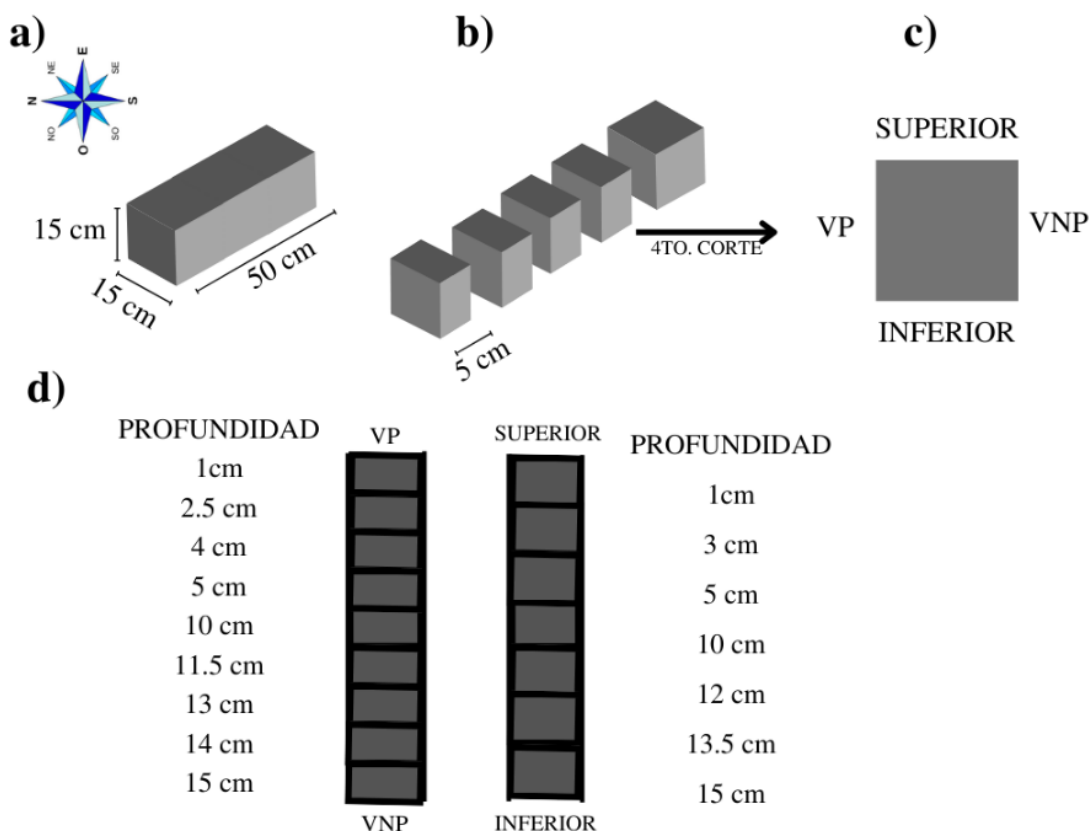 a)
E
NE
SE
N
S
NO
SO
O
15 cm
15 cm
50 cm
b)
5 cm
4TO. CORTE
c)
SUPERIOR
VP
VNP
INFERIOR
d)
PROFUNDIDAD
1cm
2.5 cm
4 cm
5 cm
10 cm
11.5 cm
13 cm
14 cm
15 cm
VP
VNP
SUPERIOR
INFERIOR
PROFUNDIDAD
1cm
3 cm
5 cm
10 cm
12 cm
13.5 cm
15 cm